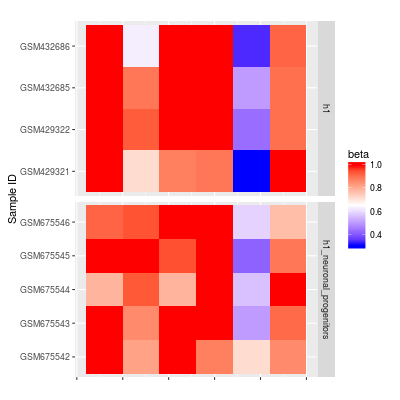 GSM432686
GSM432685
GSM429322
GSM429321
h1
GSM675546
GSM675545
GSM675544
GSM675543
GSM675542
h1_neuronal_progenitors
Sample ID
beta
1.0
0.8
0.6
0.4